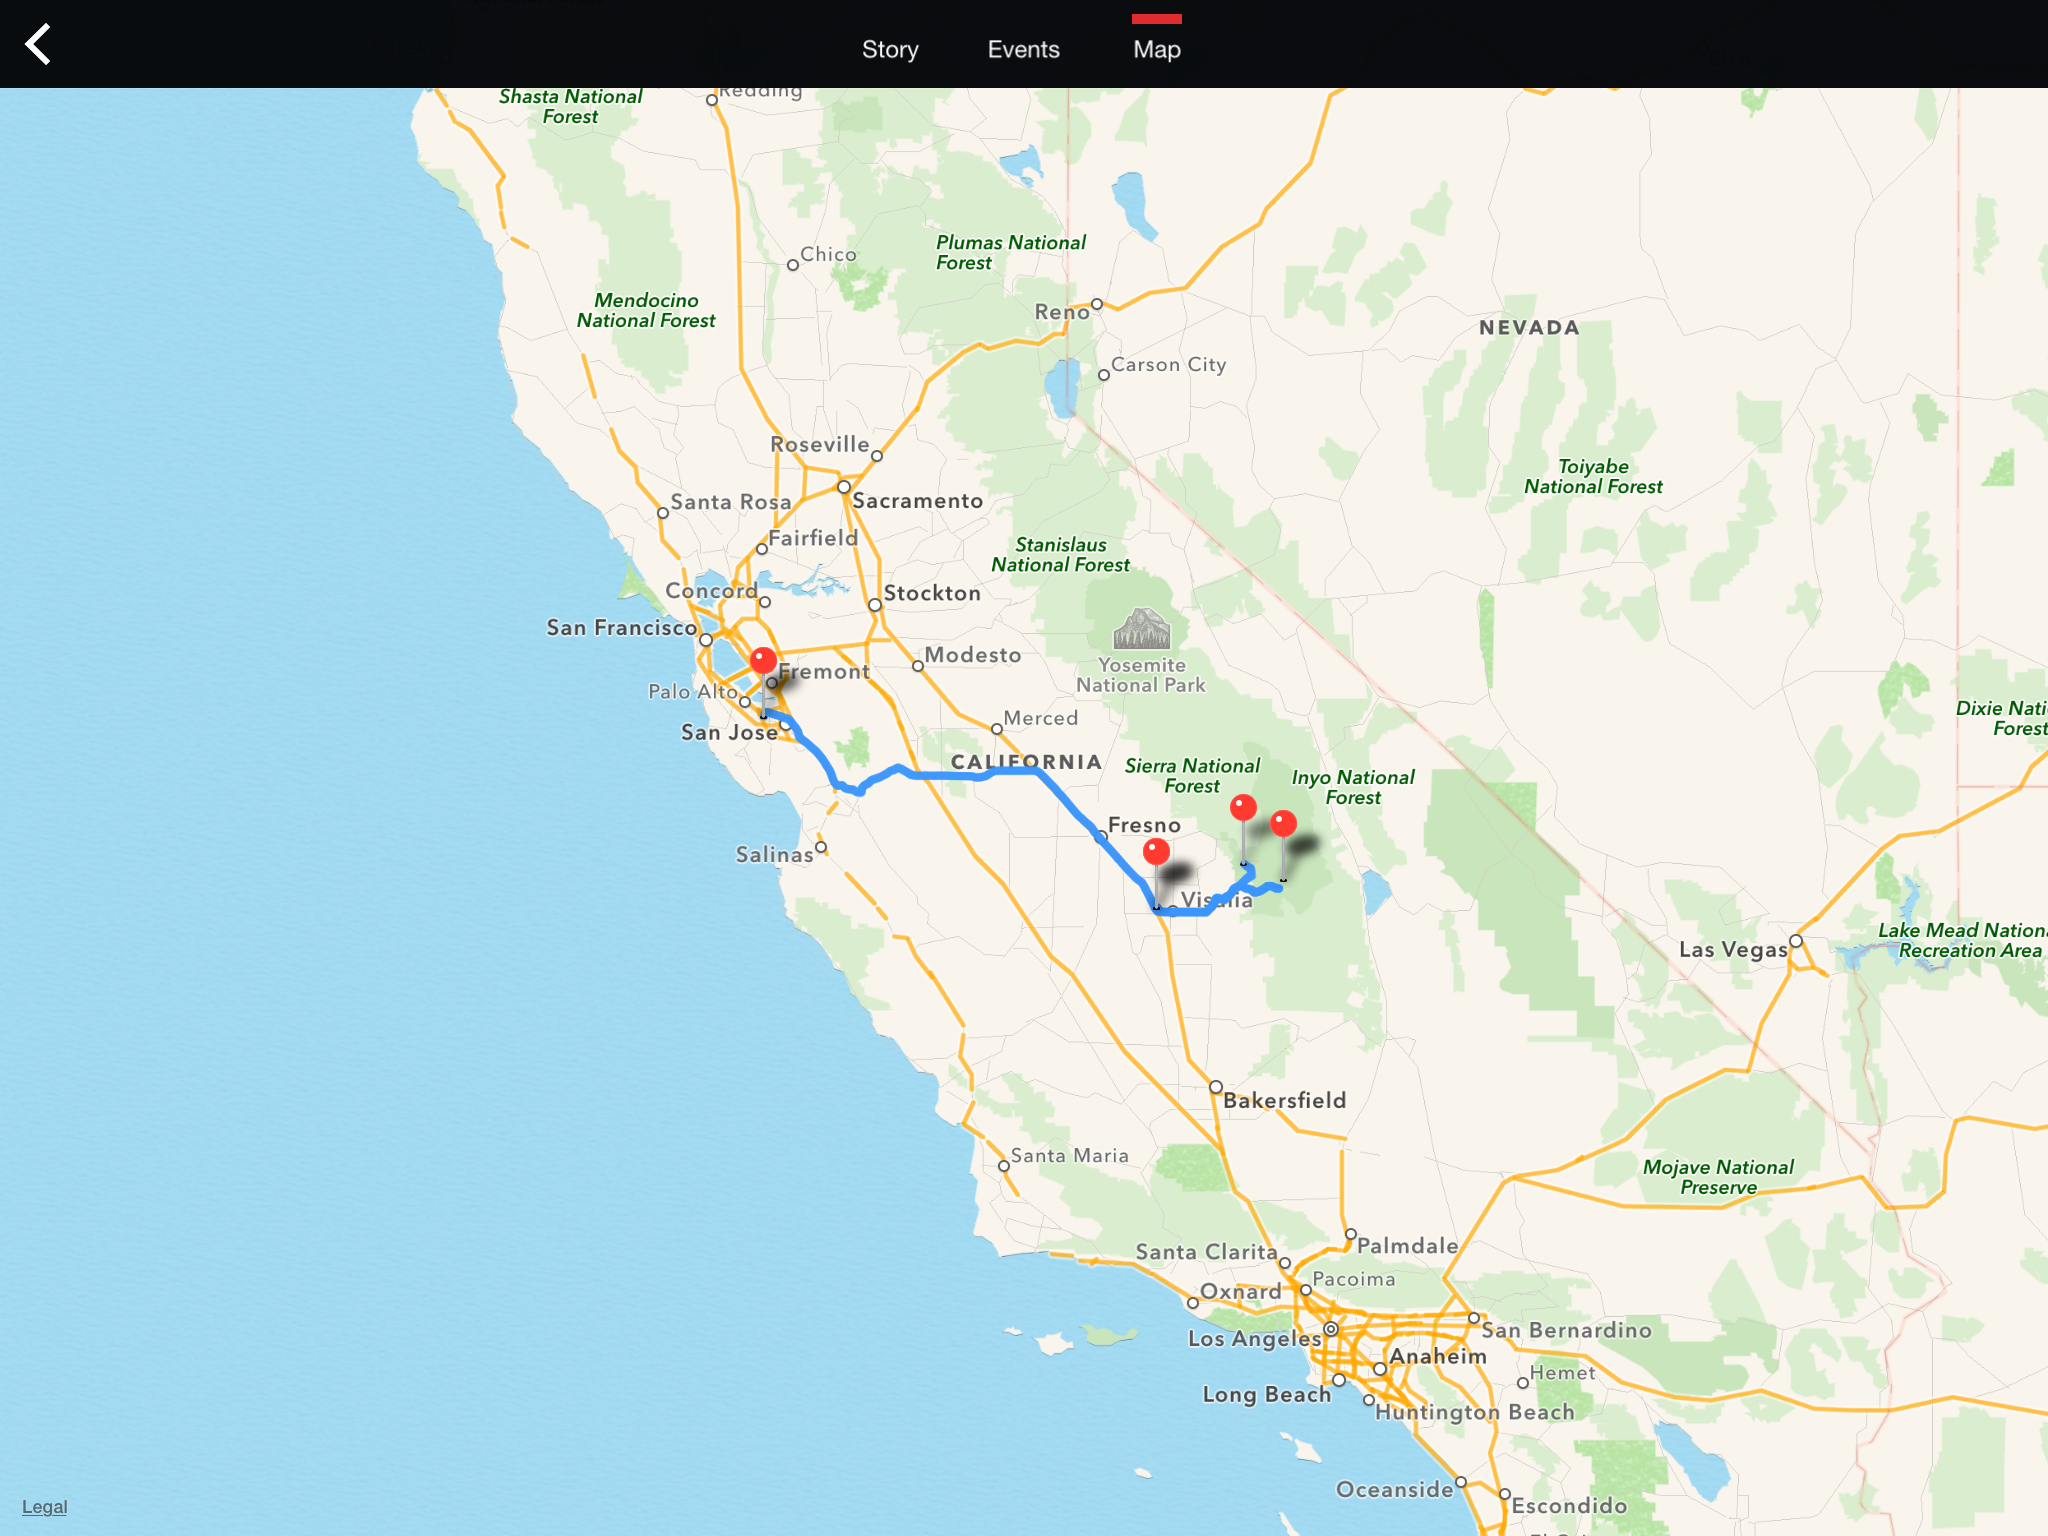 Story
Events
Map
Redding
Shasta National
Forest
Plumas National
Forest
Chico
Mendocino
National Forest
Reno
NEVADA
Carson City
Roseville
Toiyabe
National Forest
Sacramento
Santa Rosa
Fairfield
Stanislaus
National Forest
Concord
Stockton
San Francisco
Modesto
Fremont
Yosemite
National Park
Palo Alto
San Jose
Merced
Dixie Nati
Forest
CALIFORNIA
Sierra National
Forest
Inyo National
Forest
Fresno
Salinas
Visalia
Las Vegas
Lake Mead Nationa
Recreation Area
Bakersfield
Santa Maria
Mojave National
Preserve
Santa Clarita
Palmdale
Pacoima
Oxnard
Los Angeles
San Bernardino
Anaheim
Hemet
Long Beach
Huntington Beach
Oceanside
Escondido
Legal